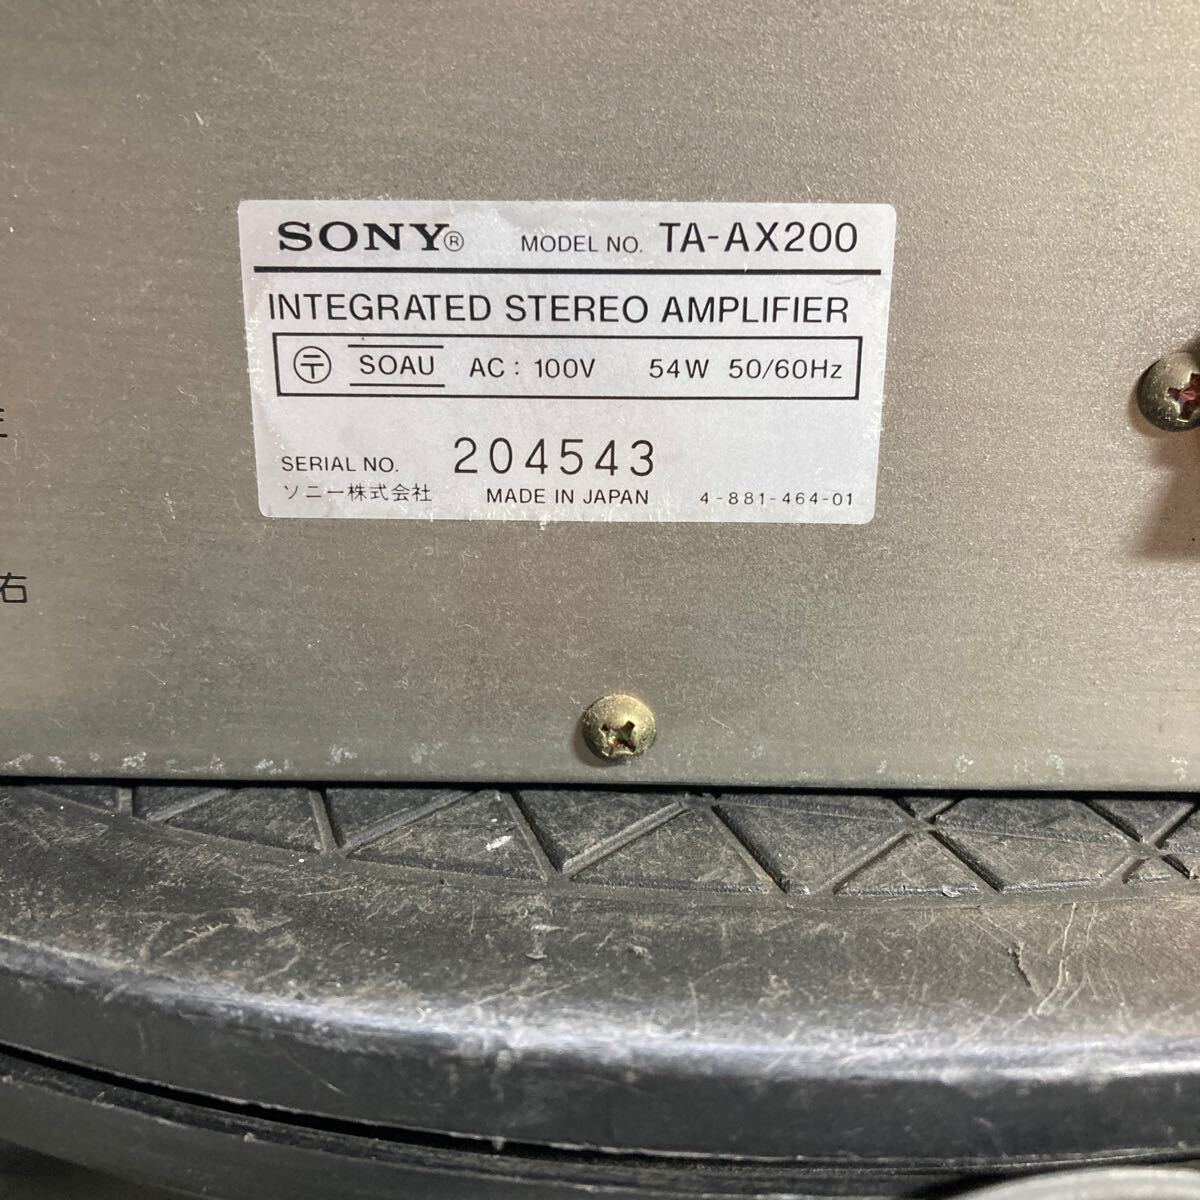 SONY® MODEL NO. TA-AX200
INTEGRATED STEREO AMPLIFIER
〒 SOAU AC : 100V 54W 50/60Hz
SERIAL NO. 204543
ソニー株式会社 MADE IN JAPAN 4-881-464-01
右